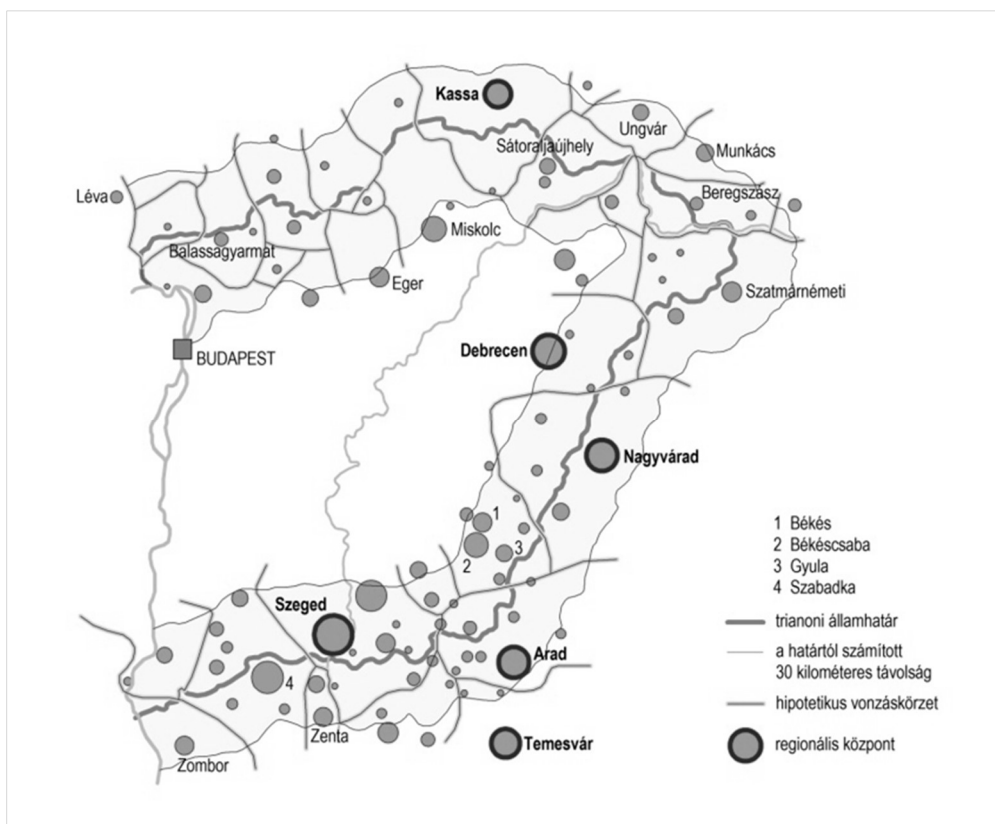 Kassa
Ungvár
Sátoraljaújhely
Munkács
Léva
Beregszász
Miskolc
Balassagyarmat
Eger
Szatmárnémeti
BUDAPEST
Debrecen
Nagyvárad
1
2
3
1 Békés
2 Békéscsaba
3 Gyula
4 Szabadka
Szeged
trianoni államhatár
Arad
a határtól számított
30 kilométeres távolság
4
hipotetikus vonzáskörzet
Zenta
Temesvár
regionális központ
Zombor